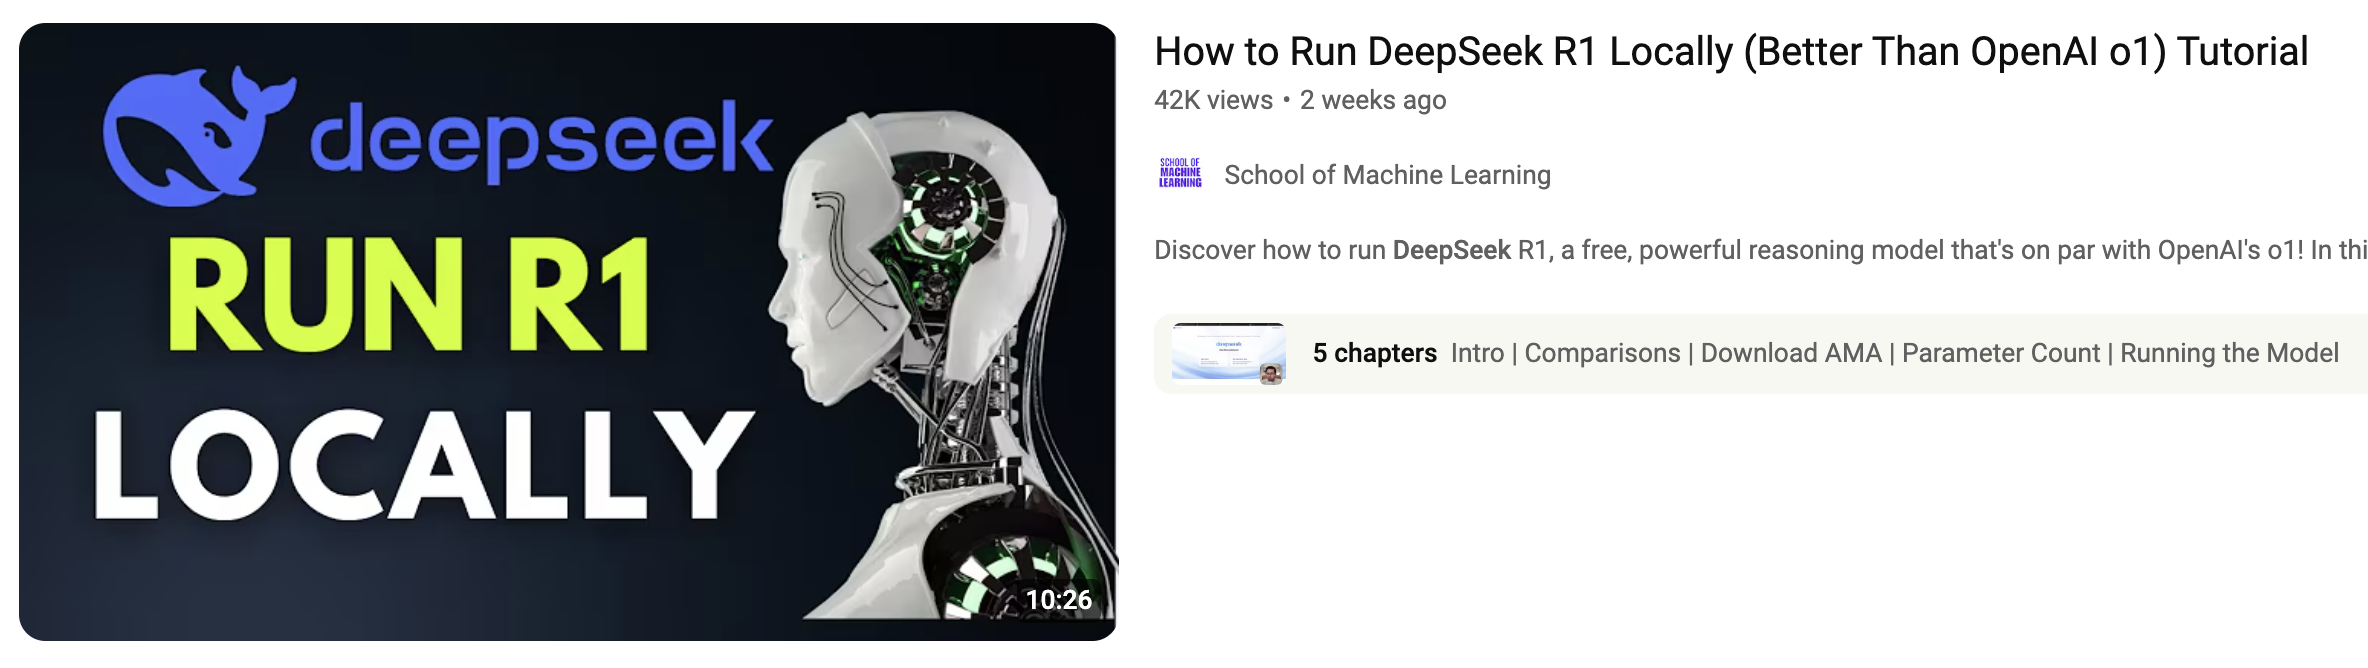 deepseek
RUN R1
LOCALLY
10:26
How to Run DeepSeek R1 Locally (Better Than OpenAI o1) Tutorial
42K views • 2 weeks ago
SCHOOL OF
MACHINE
LEARNING
School of Machine Learning
Discover how to run DeepSeek R1, a free, powerful reasoning model that's on par with OpenAI's o1! In thi
deepseek
5 chapters Intro | Comparisons | Download AMA | Parameter Count | Running the Model